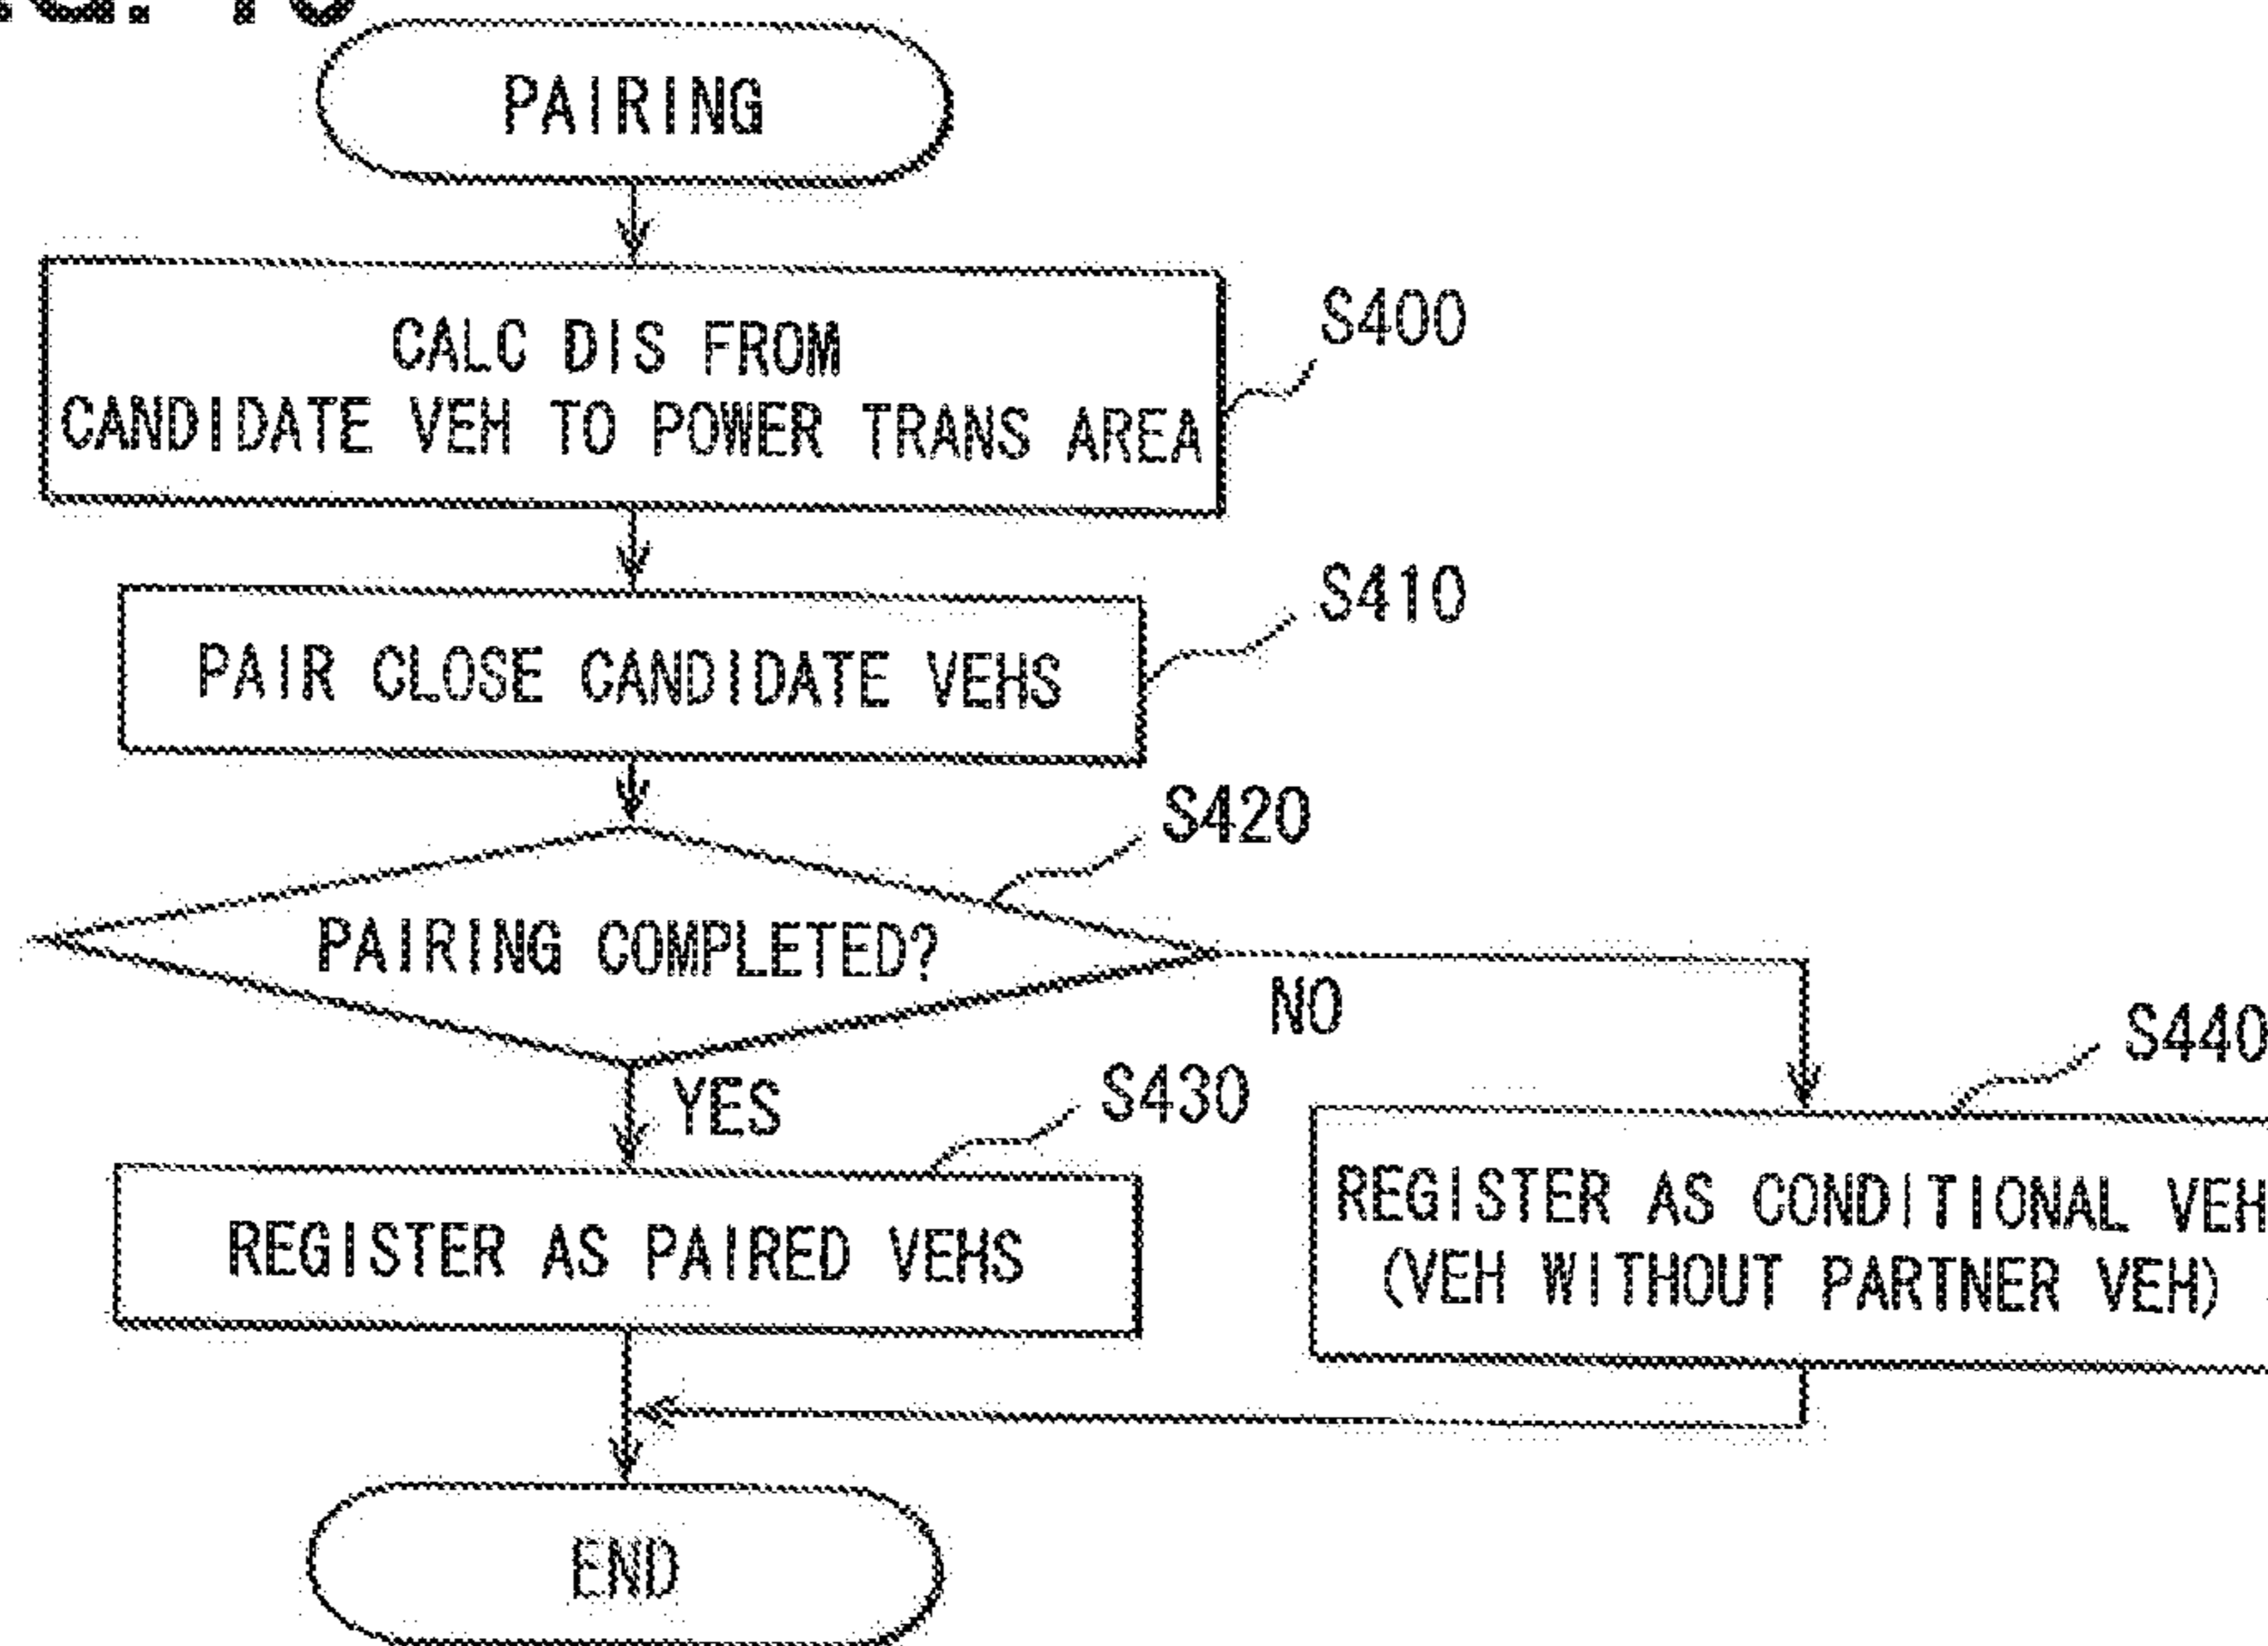 PAIRING
CALC DIS FROM
CANDIDATE VEH TO POWER TRANS AREA
S400
PAIR CLOSE CANDIDATE VEHS
S410
S420
PAIRING COMPLETED?
NO
YES
S430
S440
REGISTER AS PAIRED VEHS
REGISTER AS CONDITIONAL VEH
(VEH WITHOUT PARTNER VEH)
END